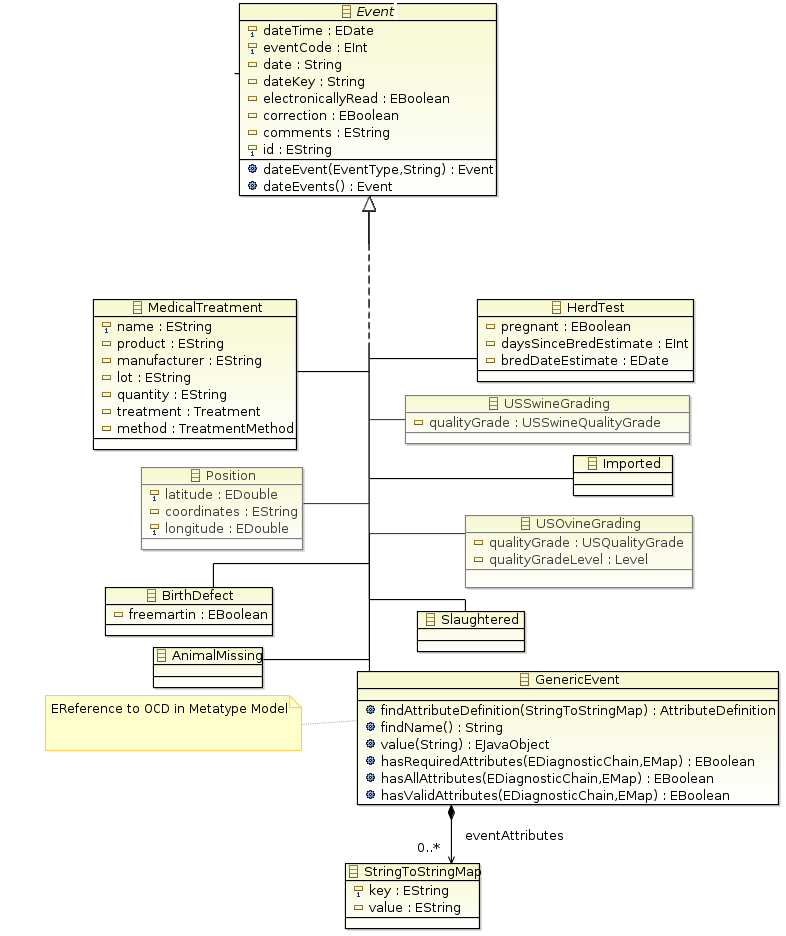 Event
dateTime : EDate
eventCode : EInt
date : String
dateKey : String
electronicallyRead : EBoolean
correction : EBoolean
comments : EString
id : EString
dateEvent(EventType,String) : Event
dateEvents() : Event
MedicalTreatment
name : EString
product : EString
manufacturer : EString
lot : EString
quantity : EString
treatment : Treatment
method : TreatmentMethod
HerdTest
pregnant : EBoolean
daysSinceBredEstimate : EInt
bredDateEstimate : EDate
USSwineGrading
qualityGrade : USSwineQualityGrade
Imported
Position
latitude : EDouble
coordinates : EString
longitude : EDouble
USOvineGrading
qualityGrade : USQualityGrade
qualityGradeLevel : Level
BirthDefect
freemartin : EBoolean
Slaughtered
AnimalMissing
GenericEvent
findAttributeDefinition(StringToStringMap) : AttributeDefinition
findName() : String
value(String) : EJavaObject
hasRequiredAttributes(EDiagnosticChain,EMap) : EBoolean
hasAllAttributes(EDiagnosticChain,EMap) : EBoolean
hasValidAttributes(EDiagnosticChain,EMap) : EBoolean
EReference to OCD in Metatype Model
eventAttributes
0..*
StringToStringMap
key : EString
value : EString